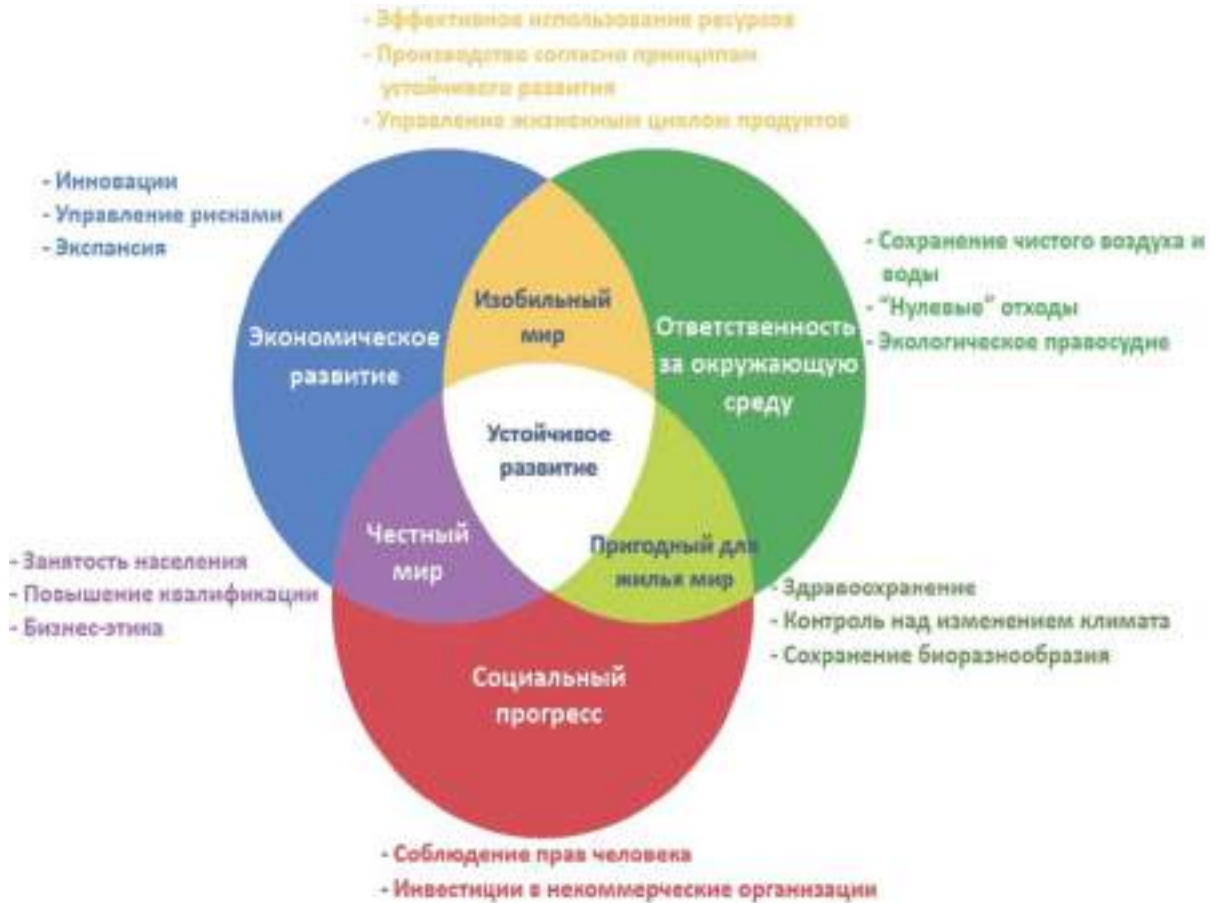 - Эффективное использование ресурсов
- Производство согласно принципам
устойчивого развития
- Управление жизненным циклом продуктов
- Инновации
- Управление рисками
- Экспансия
- Сохранение чистого воздуха и
воды
- “Нулевые” отходы
- Экологическое правосудие
Изобильный
мир
Экономическое
развитие
Ответственность
за окружающую
среду
Устойчивое
развитие
Честный
мир
Пригодный для
жилья мир
- Занятость населения
- Повышение квалификации
- Бизнес-этика
- Здравоохранение
- Контроль над изменением климата
- Сохранение биоразнообразия
Социальный
прогресс
- Соблюдение прав человека
- Инвестиции в некоммерческие организации